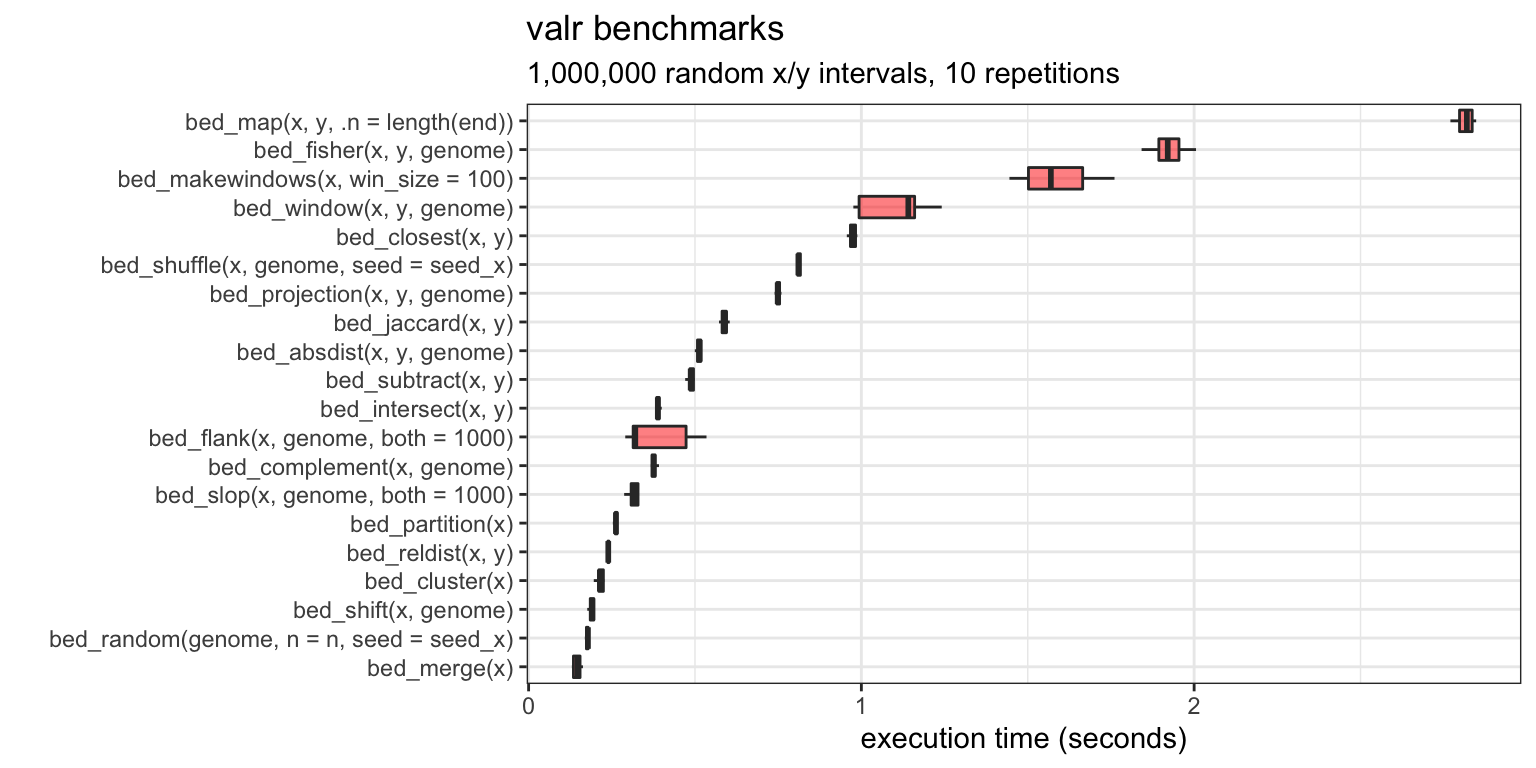 valr benchmarks
1,000,000 random x/y intervals, 10 repetitions
bed_map(x, y, .n = length(end))
bed_fisher(x, y, genome)
bed_makewindows(x, win_size = 100)
bed_window(x, y, genome)
bed_closest(x, y)
bed_shuffle(x, genome, seed = seed_x)
bed_projection(x, y, genome)
bed_jaccard(x, y)
bed_absdist(x, y, genome)
bed_subtract(x, y)
bed_intersect(x, y)
bed_flank(x, genome, both = 1000)
bed_complement(x, genome)
bed_slop(x, genome, both = 1000)
bed_partition(x)
bed_reldist(x, y)
bed_cluster(x)
bed_shift(x, genome)
bed_random(genome, n = n, seed = seed_x)
bed_merge(x)
0 1 2
execution time (seconds)